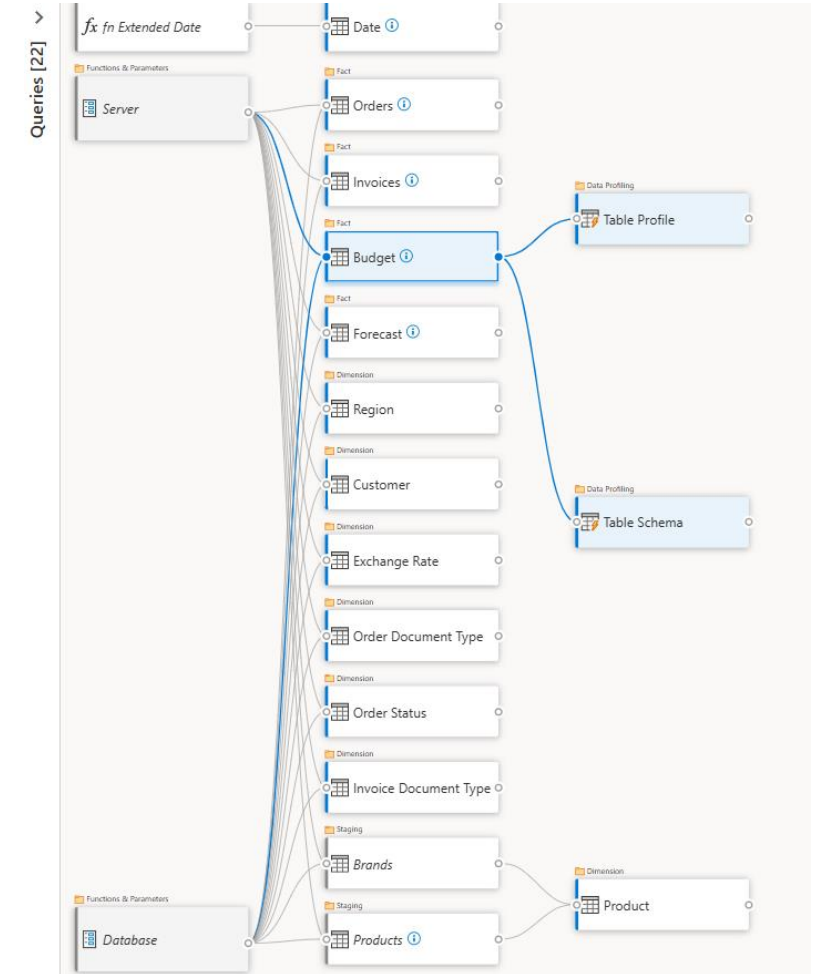 Queries [22]
fx fn Extended Date
Date
Functions & Parameters
Server
Fact
Orders
Fact
Invoices
Fact
Budget
Data Profiling
Table Profile
Fact
Forecast
Dimension
Region
Dimension
Customer
Data Profiling
Table Schema
Dimension
Exchange Rate
Dimension
Order Document Type
Dimension
Order Status
Dimension
Invoice Document Type
Staging
Brands
Dimension
Product
Functions & Parameters
Database
Staging
Products